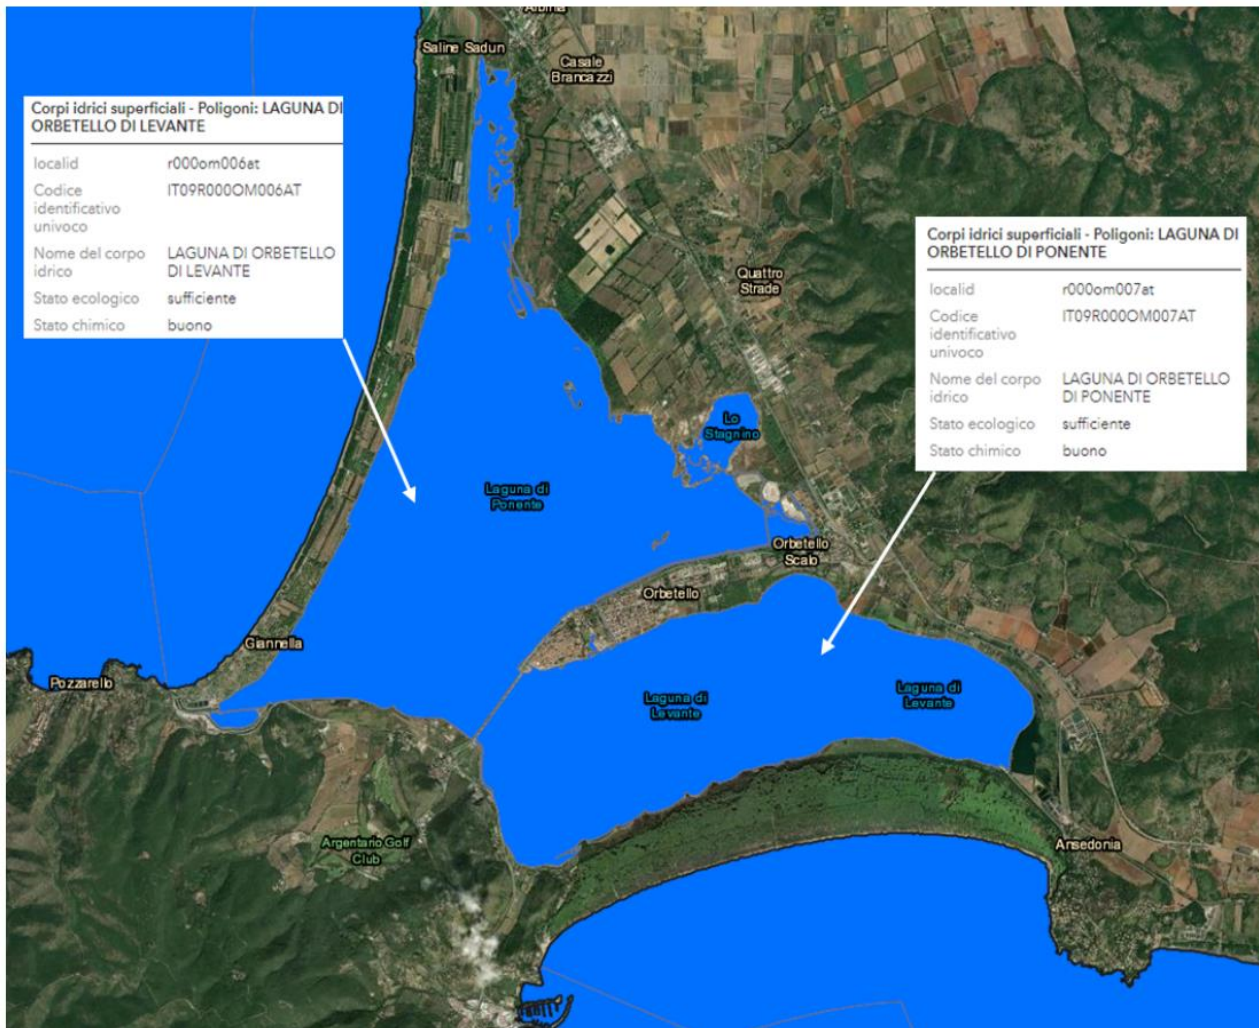 Albinia
Saline Sadun
Casale
Brancazzi
Corpi idrici superficiali - Poligoni: LAGUNA DI
ORBETELLO DI LEVANTE
localid r000om006at
Codice IT09R000OM006AT
identificativo
univoco
Nome del corpo LAGUNA DI ORBETELLO
idrico DI LEVANTE
Stato ecologico sufficiente
Stato chimico buono
Corpi idrici superficiali - Poligoni: LAGUNA DI
ORBETELLO DI PONENTE
localid r000om007at
Codice IT09R000OM007AT
identificativo
univoco
Nome del corpo LAGUNA DI ORBETELLO
idrico DI PONENTE
Stato ecologico sufficiente
Stato chimico buono
Quattro
Strade
Lo
Stagnino
Laguna di
Ponente
Orbetello
Scalo
Orbetello
Giannella
Pozzarello
Laguna di
Levante
Laguna di
Levante
Argentario Golf
Club
Ansedonia